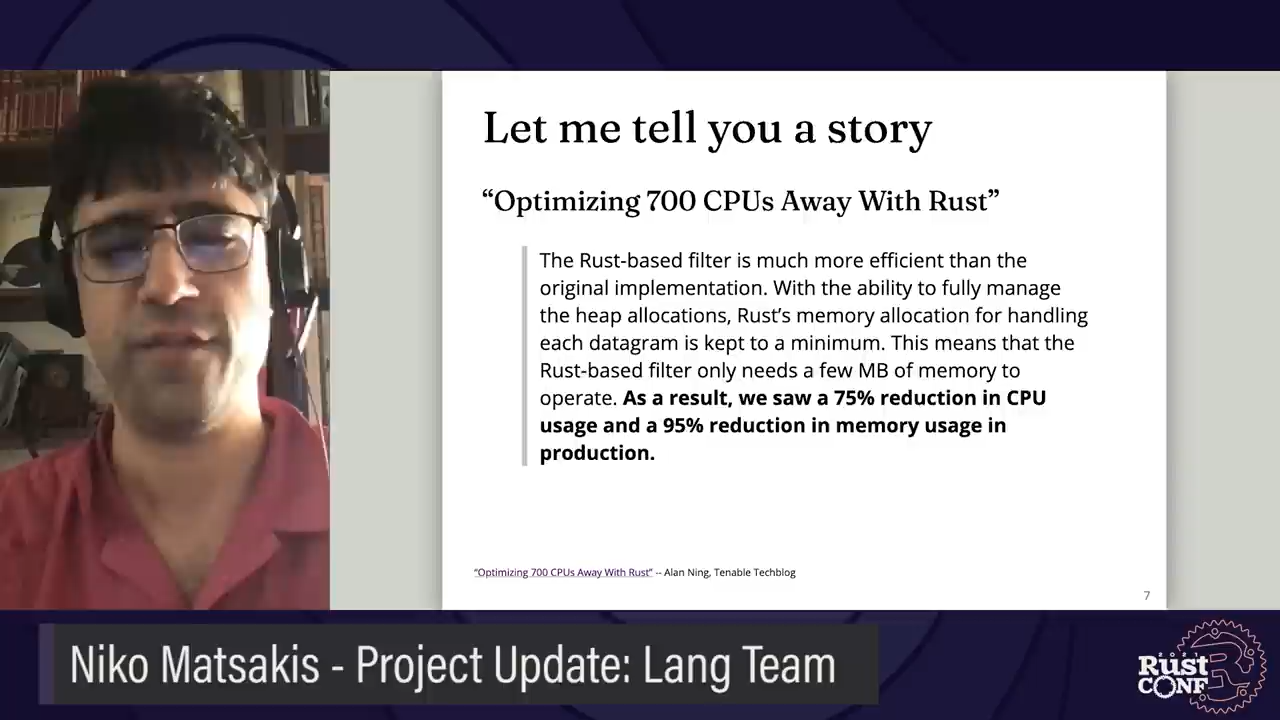 Let me tell you a story
“Optimizing 700 CPUs Away With Rust”
The Rust-based filter is much more efficient than the
original implementation. With the ability to fully manage
the heap allocations, Rust’s memory allocation for handling
each datagram is kept to a minimum. This means that the
Rust-based filter only needs a few MB of memory to
operate. As a result, we saw a 75% reduction in CPU
usage and a 95% reduction in memory usage in
production.
“Optimizing 700 CPUs Away With Rust” -- Alan Ning, Tenable Techblog
7
Niko Matsakis - Project Update: Lang Team
Rust
CONF